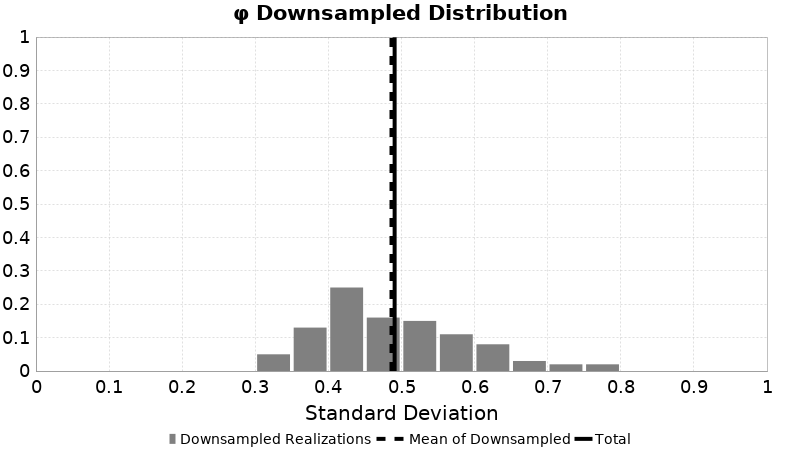 φ Downsampled Distribution
1
0.9
0.8
0.7
0.6
0.5
0.4
0.3
0.2
0.1
0
0 0.1 0.2 0.3 0.4 0.5 0.6 0.7 0.8 0.9 1
Standard Deviation
Downsampled Realizations Mean of Downsampled Total